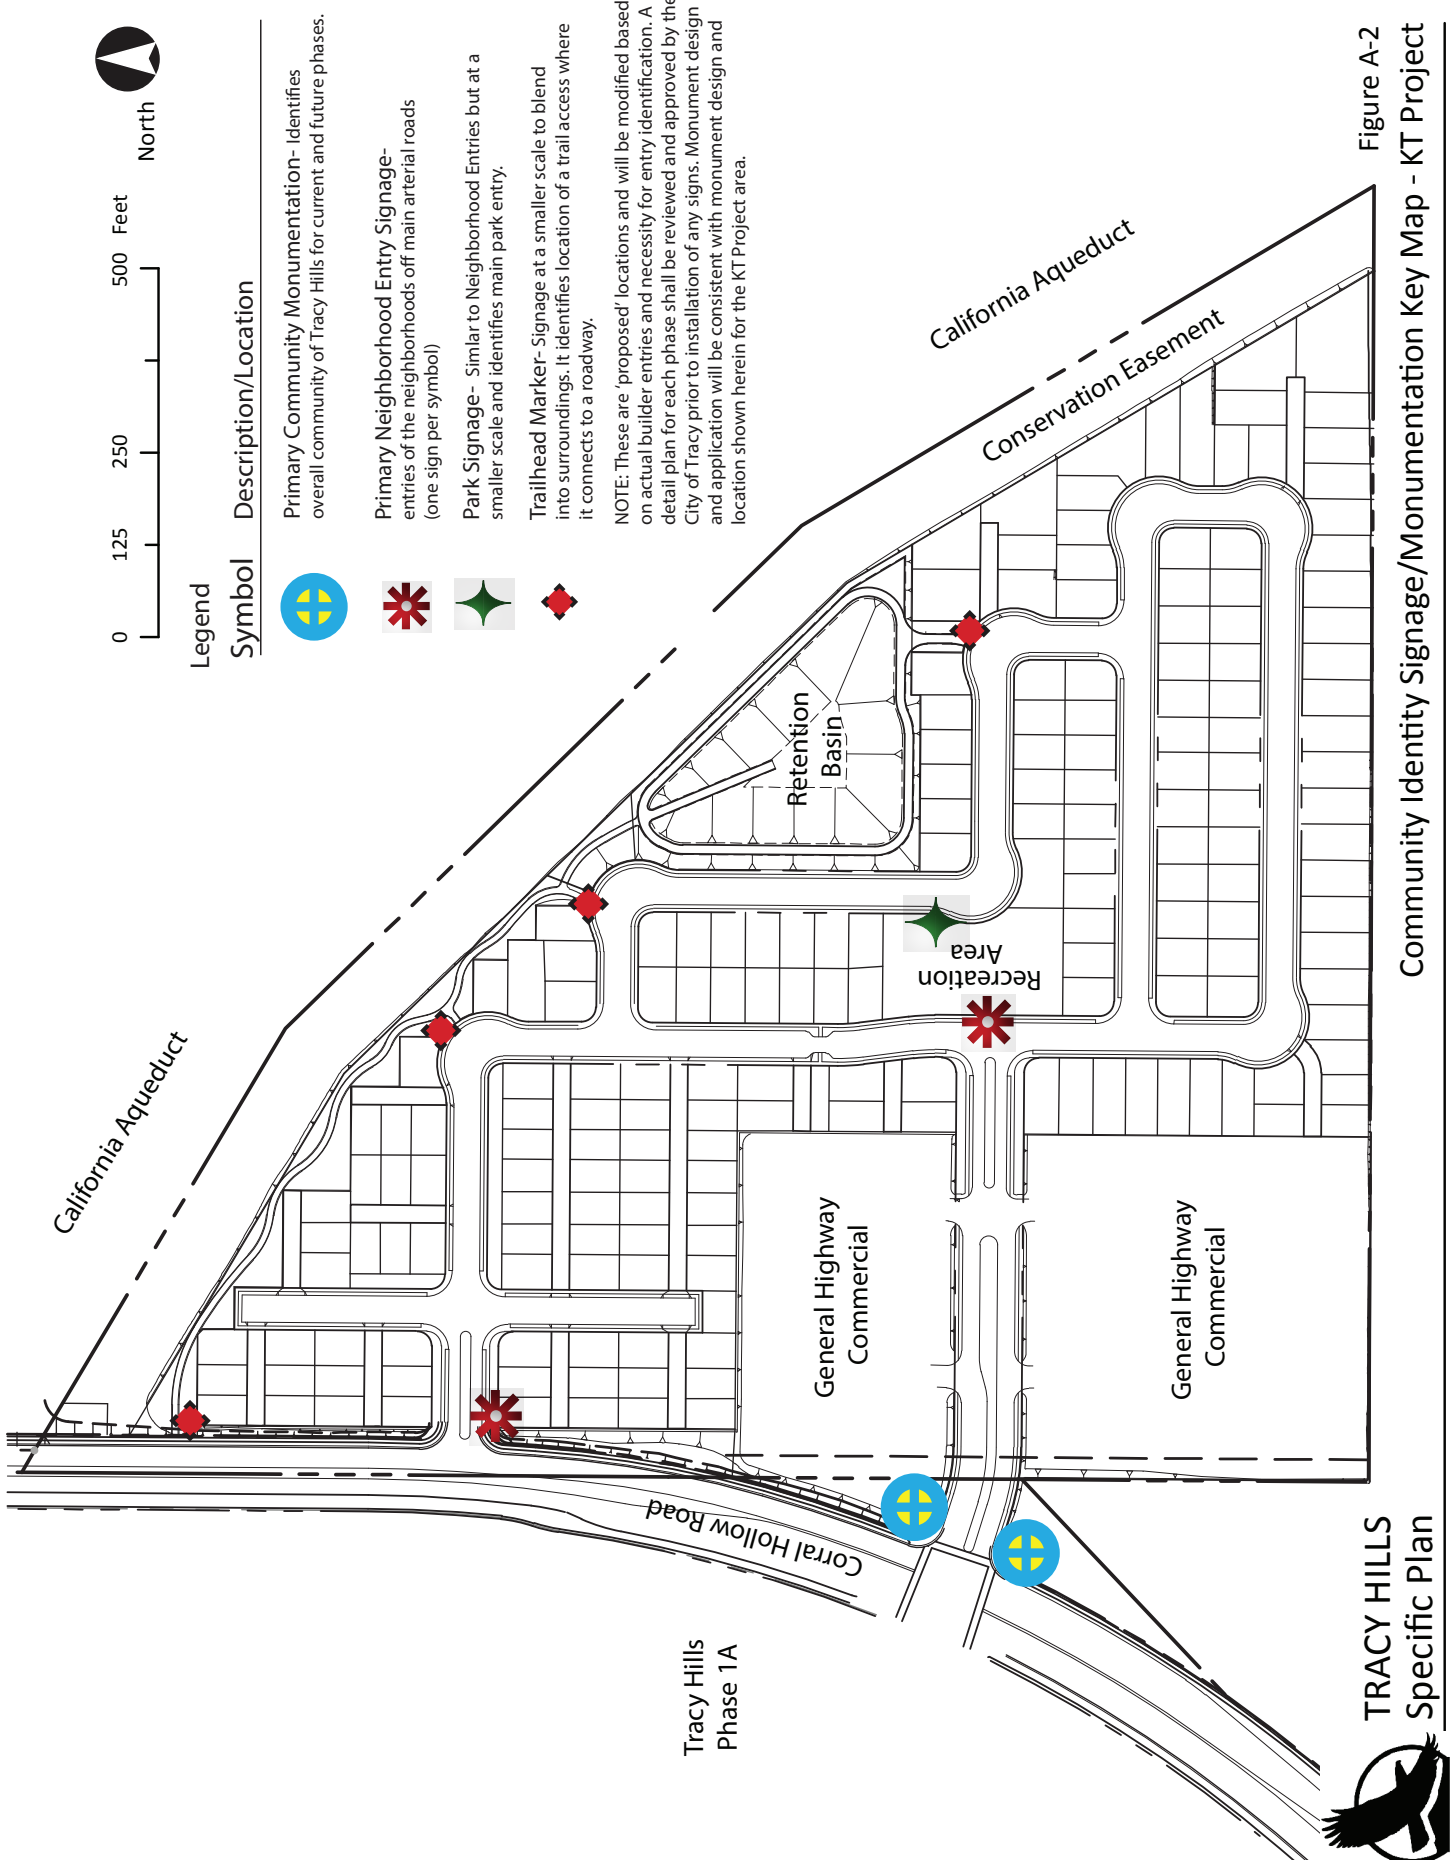 North
0 125 250 500 Feet
Legend
Symbol Description/Location
Primary Community Monumentation- Identifies
overall community of Tracy Hills for current and future phases.
Primary Neighborhood Entry Signage-
entries of the neighborhoods off main arterial roads
(one sign per symbol)
Park Signage- Simlar to Neighborhood Entries but at a
smaller scale and identifies main park entry.
Trailhead Marker- Signage at a smaller scale to blend
into surroundings. It identifies location of a trail access where
it connects to a roadway.
NOTE: These are ‘proposed’ locations and will be modified based
on actual builder entries and necessity for entry identification. A
detail plan for each phase shall be reviewed and approved by the
City of Tracy prior to installation of any signs. Monument design
and application will be consistent with monument design and
location shown herein for the KT Project area.
California Aqueduct
California Aqueduct
Conservation Easement
Retention
Basin
Recreation
Area
General Highway
Commercial
General Highway
Commercial
Corral Hollow Road
Tracy Hills
Phase 1A
TRACY HILLS
Specific Plan
Figure A-2
Community Identity Signage/Monumentation Key Map - KT Project